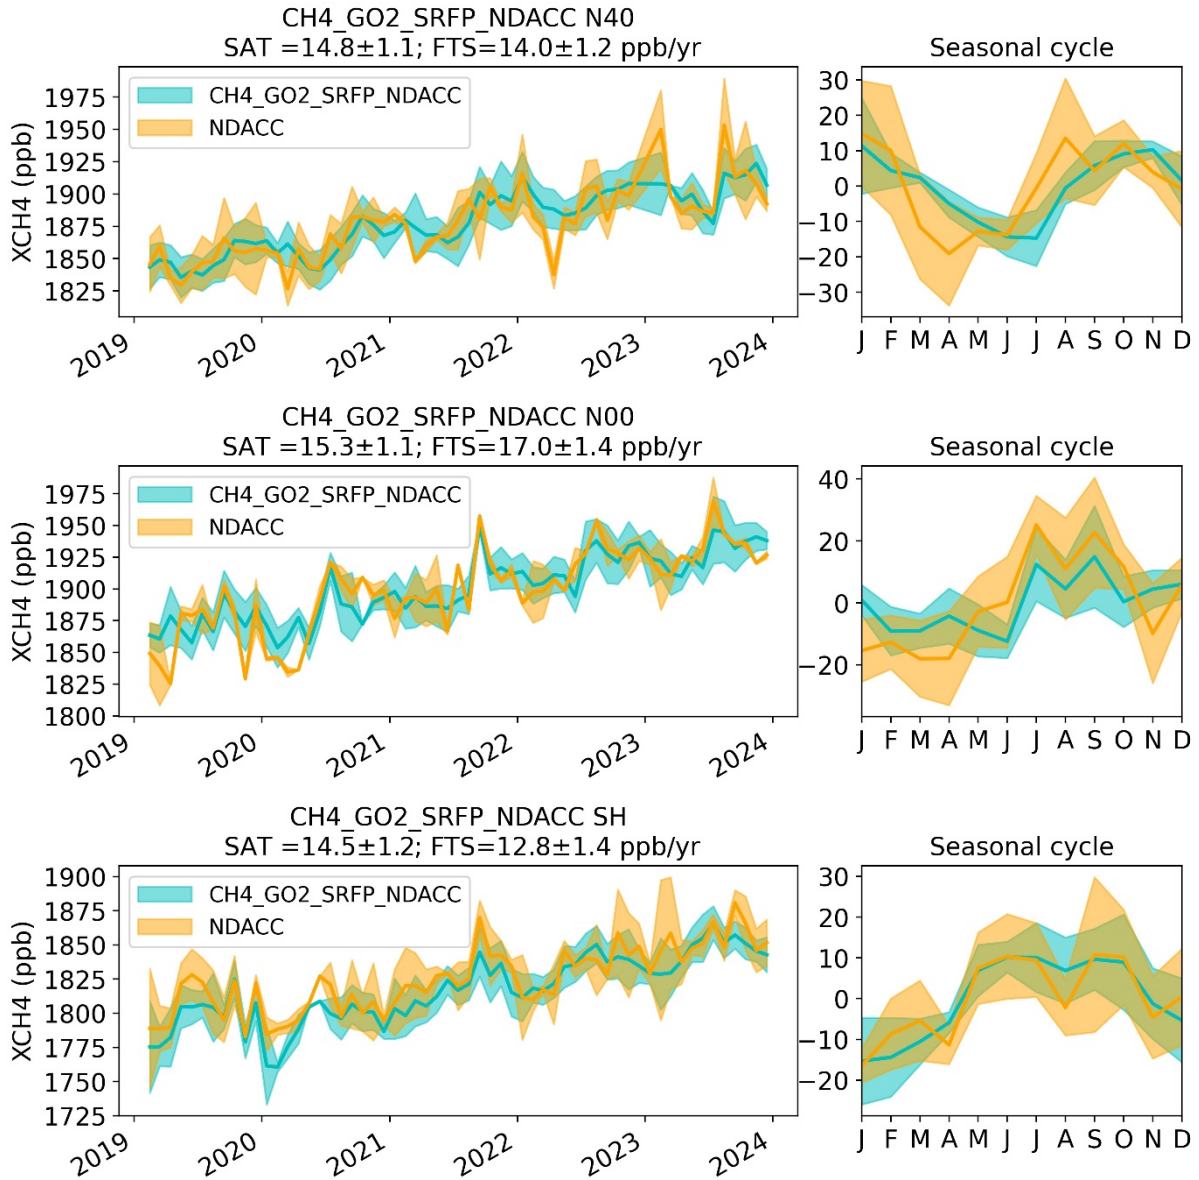 CH4_GO2_SRFP_NDACC N40
SAT =14.8±1.1; FTS=14.0±1.2 ppb/yr
Seasonal cycle
XCH4 (ppb)
1975
1950
1925
1900
1875
1850
1825
CH4_GO2_SRFP_NDACC
NDACC
2019
2020
2021
2022
2023
2024
30
20
10
0
−10
−20
−30
J F M A M J J A S O N D
CH4_GO2_SRFP_NDACC N00
SAT =15.3±1.1; FTS=17.0±1.4 ppb/yr
Seasonal cycle
XCH4 (ppb)
1975
1950
1925
1900
1875
1850
1825
1800
CH4_GO2_SRFP_NDACC
NDACC
2019
2020
2021
2022
2023
2024
40
20
0
−20
J F M A M J J A S O N D
CH4_GO2_SRFP_NDACC SH
SAT =14.5±1.2; FTS=12.8±1.4 ppb/yr
Seasonal cycle
XCH4 (ppb)
1900
1875
1850
1825
1800
1775
1750
1725
CH4_GO2_SRFP_NDACC
NDACC
2019
2020
2021
2022
2023
2024
30
20
10
0
−10
−20
J F M A M J J A S O N D